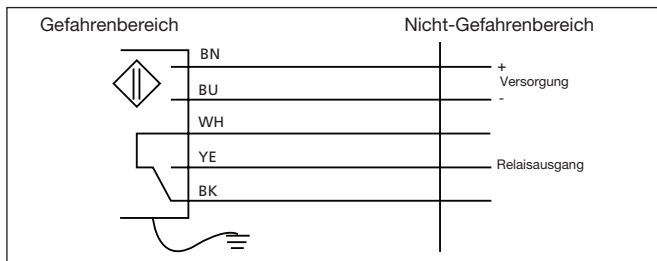 Gefahrenbereich Nicht-Gefahrenbereich
BN
+
Versorgung
BU
-
WH
YE
Relaisausgang
BK